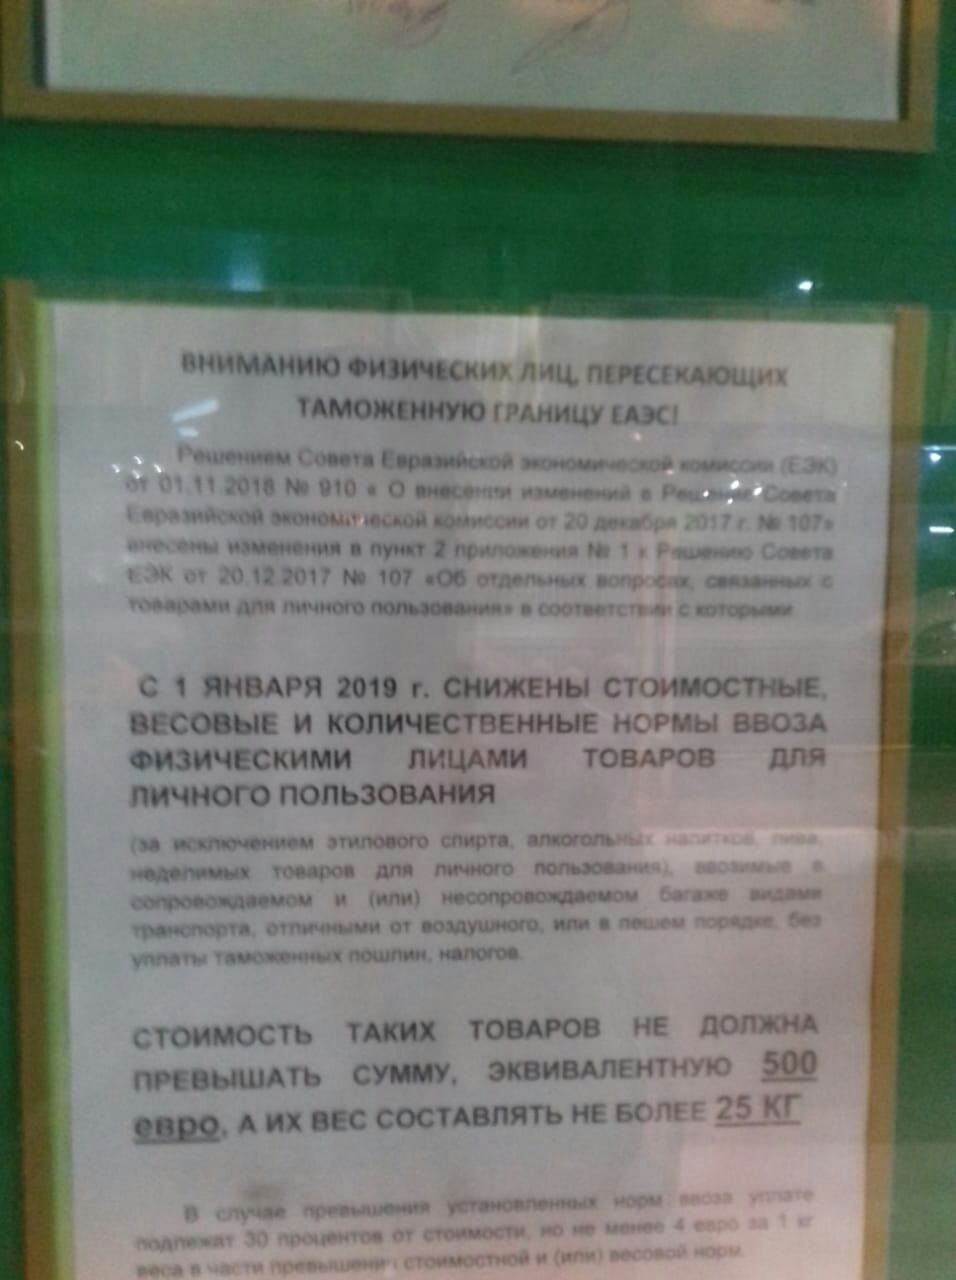 ВНИМАНИЮ ФИЗИЧЕСКИХ ЛИЦ, ПЕРЕСЕКАЮЩИХ
ТАМОЖЕННУЮ ГРАНИЦУ ЕАЭС!
Решением Совета Евразийской экономической комиссии (ЕЭК)
от 01.11.2018 № 910 « О внесении изменений в Решение Совета
Евразийской экономической комиссии от 20 декабря 2017 г. № 107»
внесены изменения в пункт 2 приложения № 1 к Решению Совета
ЕЭК от 20.12.2017 № 107 «Об отдельных вопросах, связанных с
товарами для личного пользования» в соответствии с которыми
С 1 ЯНВАРЯ 2019 г. СНИЖЕНЫ СТОИМОСТНЫЕ,
ВЕСОВЫЕ И КОЛИЧЕСТВЕННЫЕ НОРМЫ ВВОЗА
ФИЗИЧЕСКИМИ ЛИЦАМИ ТОВАРОВ ДЛЯ
ЛИЧНОГО ПОЛЬЗОВАНИЯ
(за исключением этилового спирта, алкогольных напитков, пива,
неделимых товаров для личного пользования), ввозимые в
сопровождаемом и (или) несопровождаемом багаже видами
транспорта, отличными от воздушного, или в пешем порядке, без
уплаты таможенных пошлин, налогов.
СТОИМОСТЬ ТАКИХ ТОВАРОВ НЕ ДОЛЖНА
ПРЕВЫШАТЬ СУММУ, ЭКВИВАЛЕНТНУЮ 500
евро, А ИХ ВЕС СОСТАВЛЯТЬ НЕ БОЛЕЕ 25 КГ
В случае превышения установленных норм ввоза уплате
подлежат 30 процентов от стоимости, но не менее 4 евро за 1 кг
веса в части превышения стоимостной и (или) весовой норм.